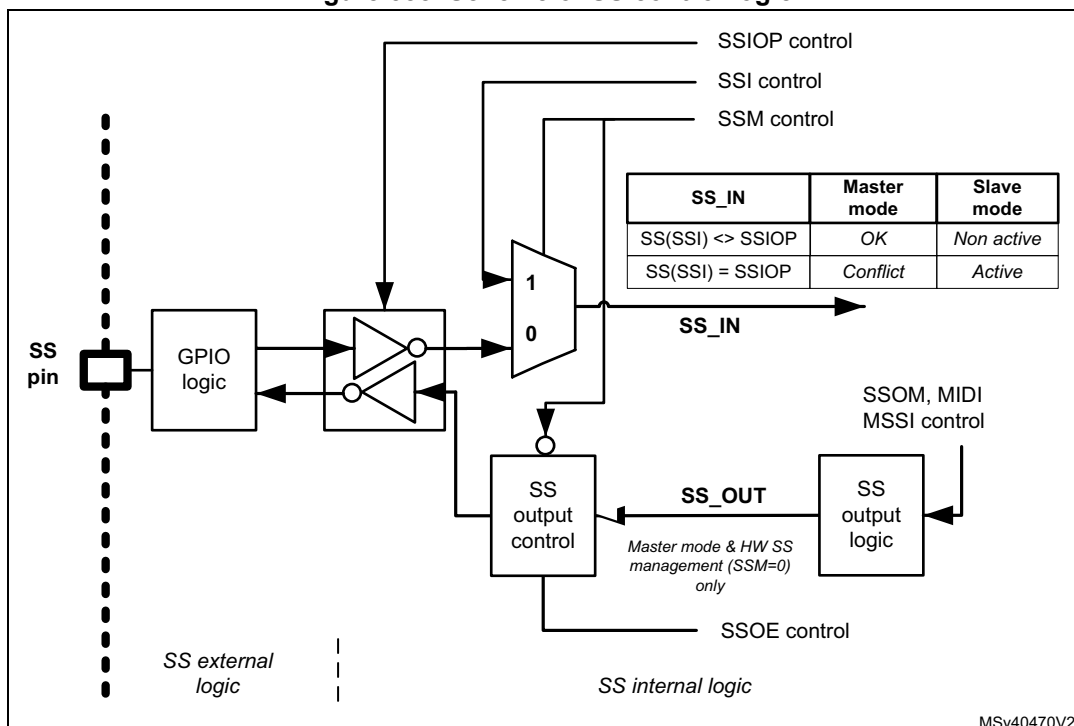 SSIOP control
SSI control
SSM control
SS_IN Master mode Slave mode
SS(SSI) <> SSIOP OK Non active
SS(SSI) = SSIOP Conflict Active
1
0
SS_IN
SS
pin
GPIO
logic
SSOM, MIDI
MSSI control
SS
output
control
SS_OUT
SS
output
logic
Master mode & HW SS
management (SSM=0)
only
SSOE control
SS external
logic
SS internal logic
MSv40470V2